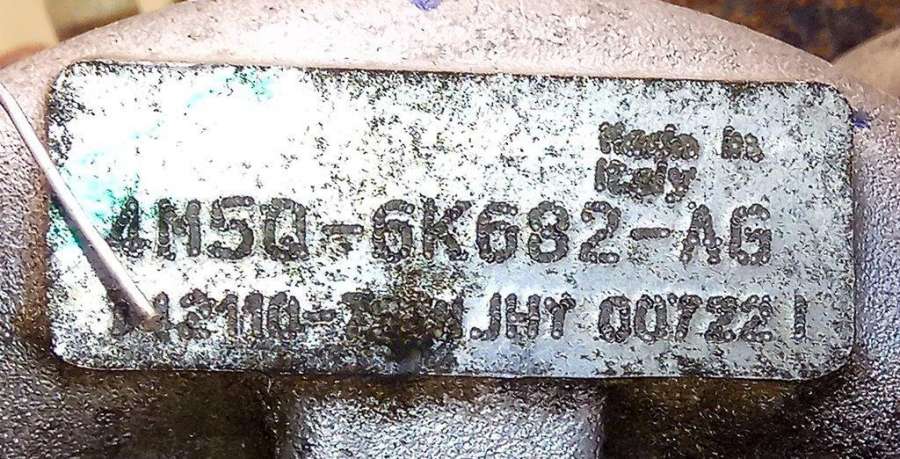 Made in
Italy
4M5Q-6K682-AG
JHY 00722 I